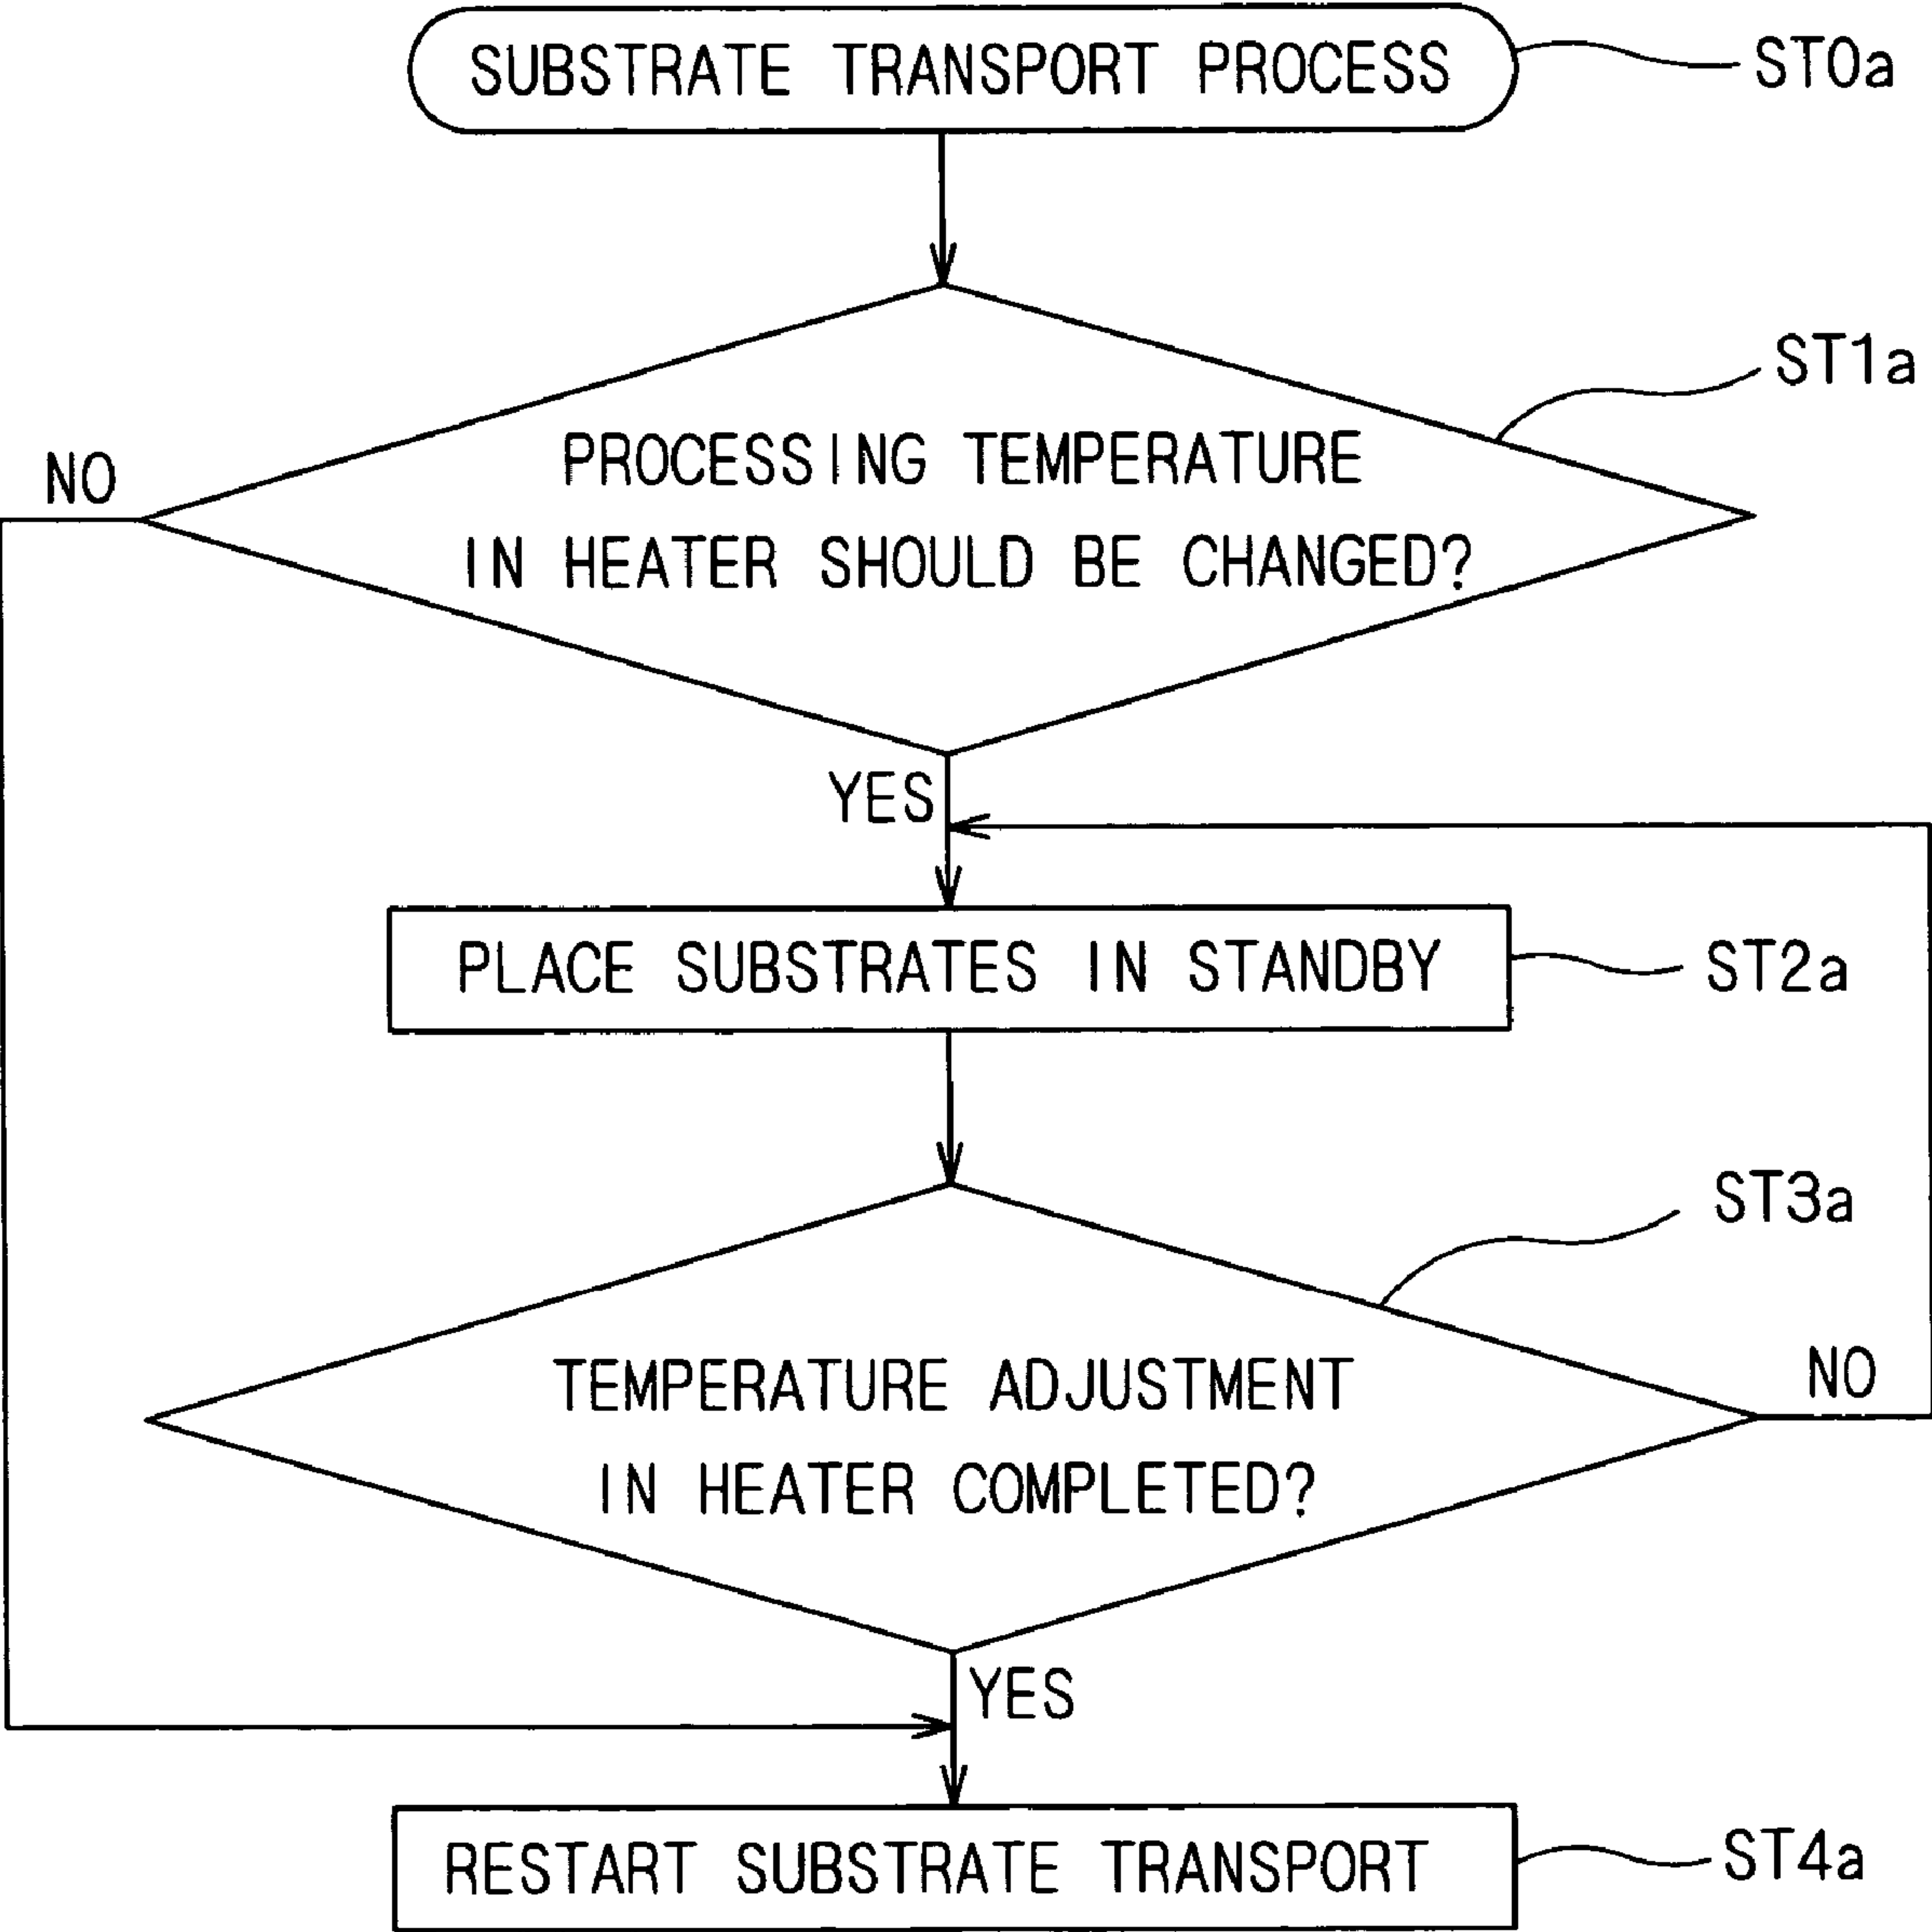 SUBSTRATE TRANSPORT PROCESS
ST0a
ST1a
PROCESSING TEMPERATURE
IN HEATER SHOULD BE CHANGED?
NO
YES
PLACE SUBSTRATES IN STANDBY
ST2a
ST3a
TEMPERATURE ADJUSTMENT
IN HEATER COMPLETED?
NO
YES
RESTART SUBSTRATE TRANSPORT
ST4a